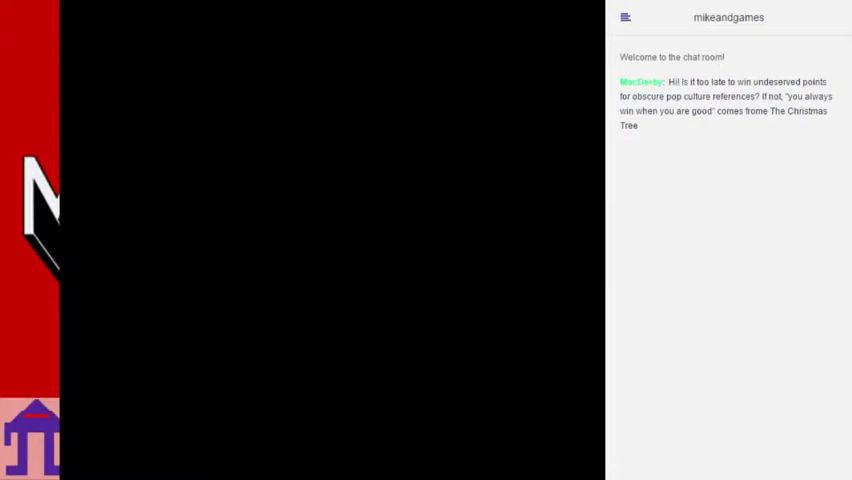 mikeandgames
Welcome to the chat room!
MacDerby: Hi! Is it too late to win undeserved points
for obscure pop culture references? If not, "you always
win when you are good" comes frome The Christmas
Tree